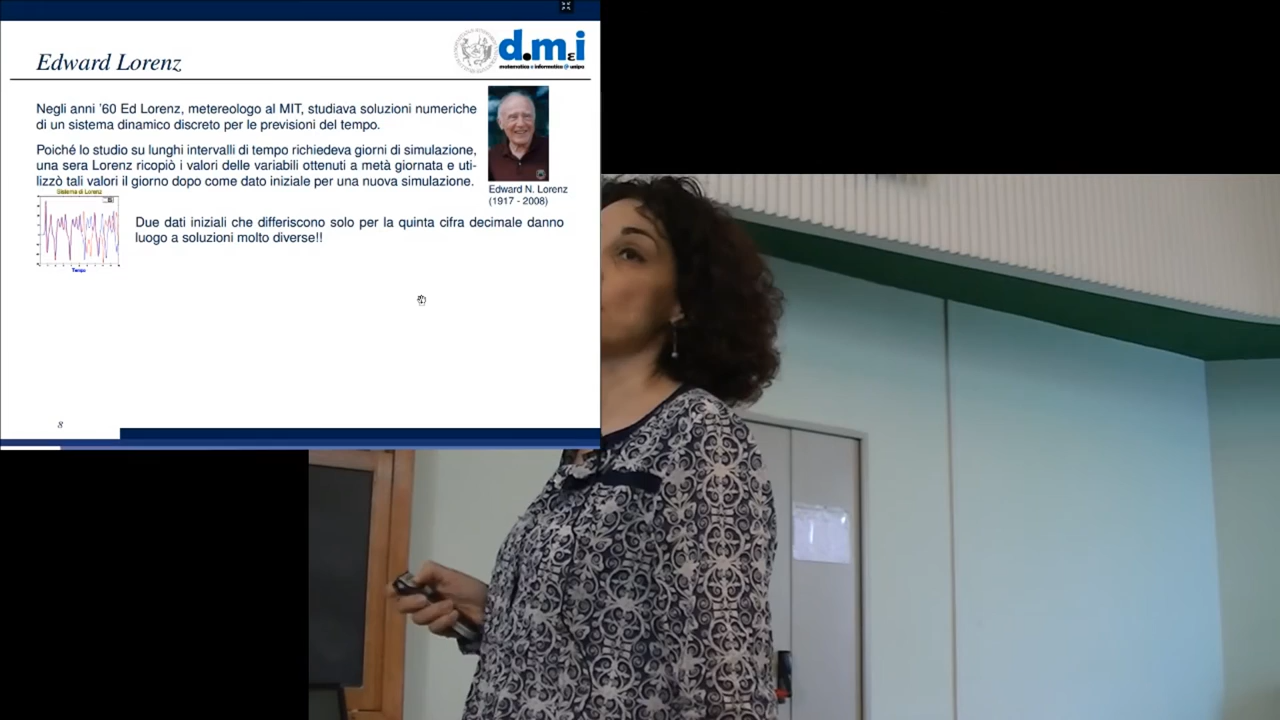 Edward Lorenz
d.mεi
matematica e informatica @ unipa
Negli anni '60 Ed Lorenz, metereologo al MIT, studiava soluzioni numeriche
di un sistema dinamico discreto per le previsioni del tempo.
Poiché lo studio su lunghi intervalli di tempo richiedeva giorni di simulazione,
una sera Lorenz ricopiò i valori delle variabili ottenuti a metà giornata e uti-
lizzò tali valori il giorno dopo come dato iniziale per una nuova simulazione.
Edward N. Lorenz
(1917 - 2008)
Sistema di Lorenz
Due dati iniziali che differiscono solo per la quinta cifra decimale danno
luogo a soluzioni molto diverse!!
Tempo
8